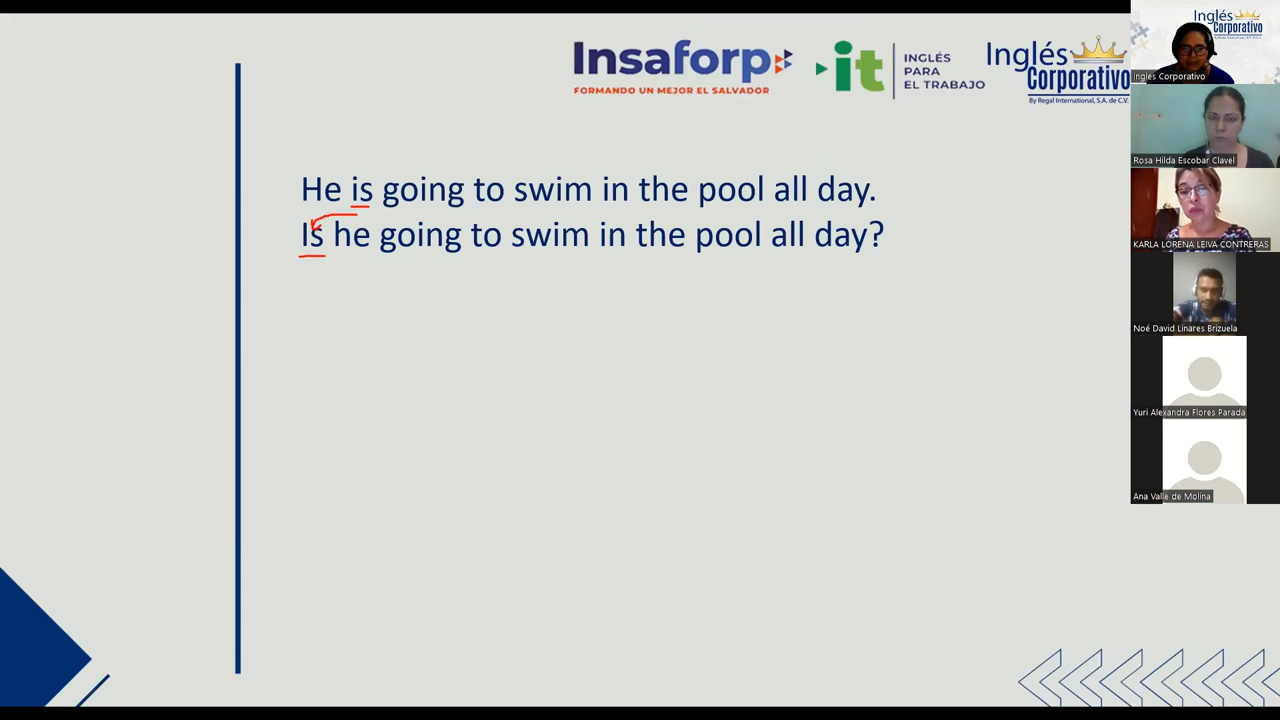 Insaforp
FORMANDO UN MEJOR EL SALVADOR
it
INGLÉS
PARA
EL TRABAJO
Inglés
Corporativo
By Regal International, S.A. de C.V.
He is going to swim in the pool all day.
Is he going to swim in the pool all day?
Inglés
Corporativo
Inglés Corporativo
Rosa Hilda Escobar Clavel
KARLA LORENA LEIVA CONTRERAS
Noé David Linares Brizuela
Yuri Alexandra Flores Parada
Ana Valle de Molina